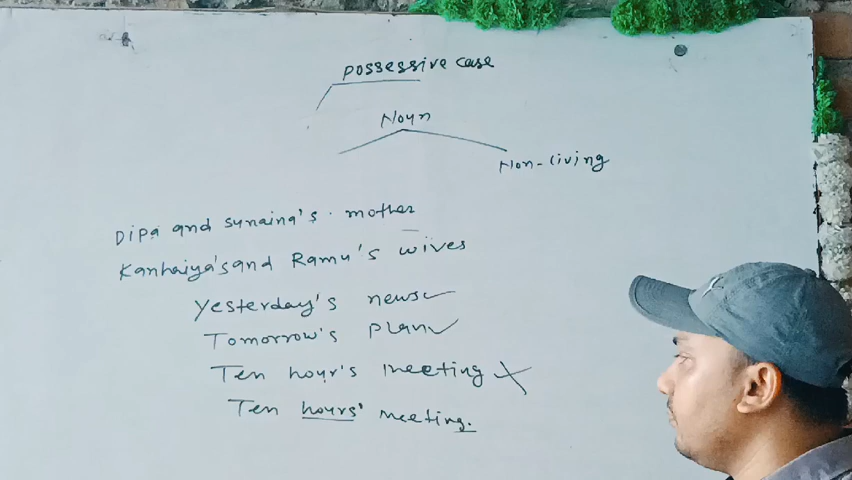 Possessive case
Noun
Non-living
Dipa and Sunaina's. mother
Kanhaiya's and Ramu's wives
Yesterday's news
Tomorrow's plan
Ten hour's meeting
Ten hours' meeting.